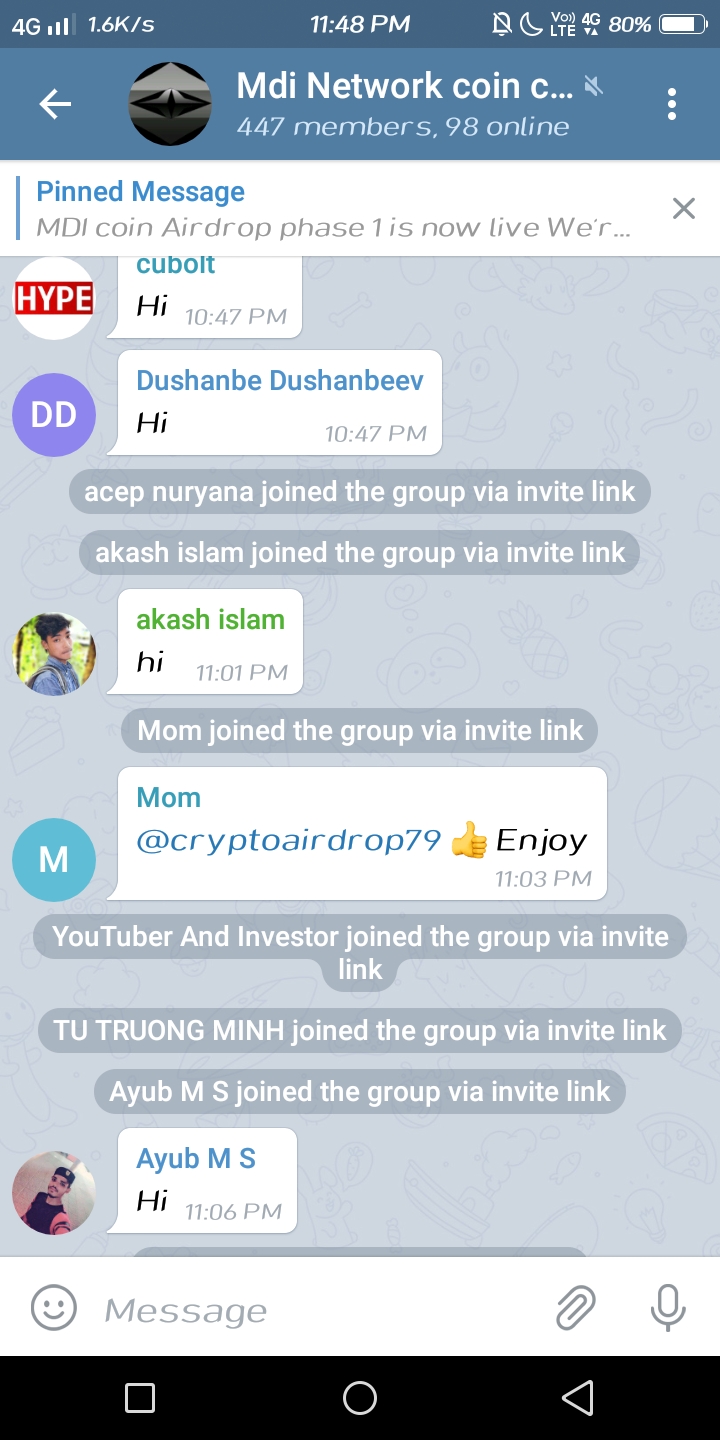 4G 1.6K/s 11:48 PM Vo)) LTE 4G 80%
Mdi Network coin c...
447 members, 98 online
Pinned Message
MDI coin Airdrop phase 1 is now live We'r...
cubolt
HYPE
Hi 10:47 PM
Dushanbe Dushanbeev
DD
Hi 10:47 PM
acep nuryana joined the group via invite link
akash islam joined the group via invite link
akash islam
hi 11:01 PM
Mom joined the group via invite link
Mom
@cryptoairdrop79 👍 Enjoy
M
11:03 PM
YouTuber And Investor joined the group via invite
link
TU TRUONG MINH joined the group via invite link
Ayub M S joined the group via invite link
Ayub M S
Hi 11:06 PM
Message